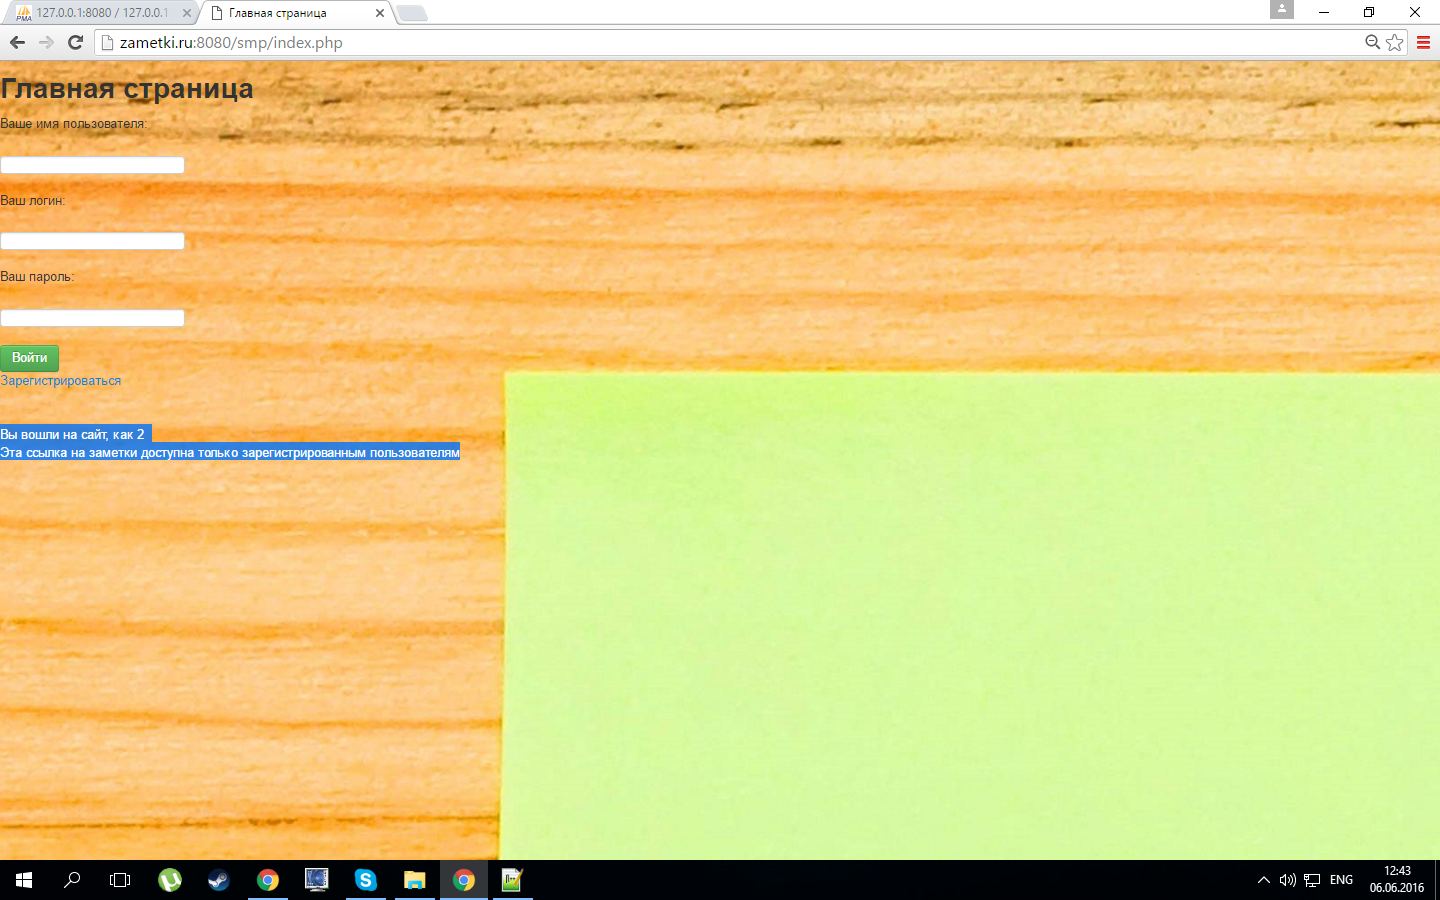 127.0.0.1:8080 / 127.0.0.1
Главная страница
zametki.ru:8080/smp/index.php
Главная страница
Ваше имя пользователя:
Ваш логин:
Ваш пароль:
Войти
Зарегистрироваться
Вы вошли на сайт, как 2
Эта ссылка на заметки доступна только зарегистрированным пользователям
ENG
12:43
06.06.2016